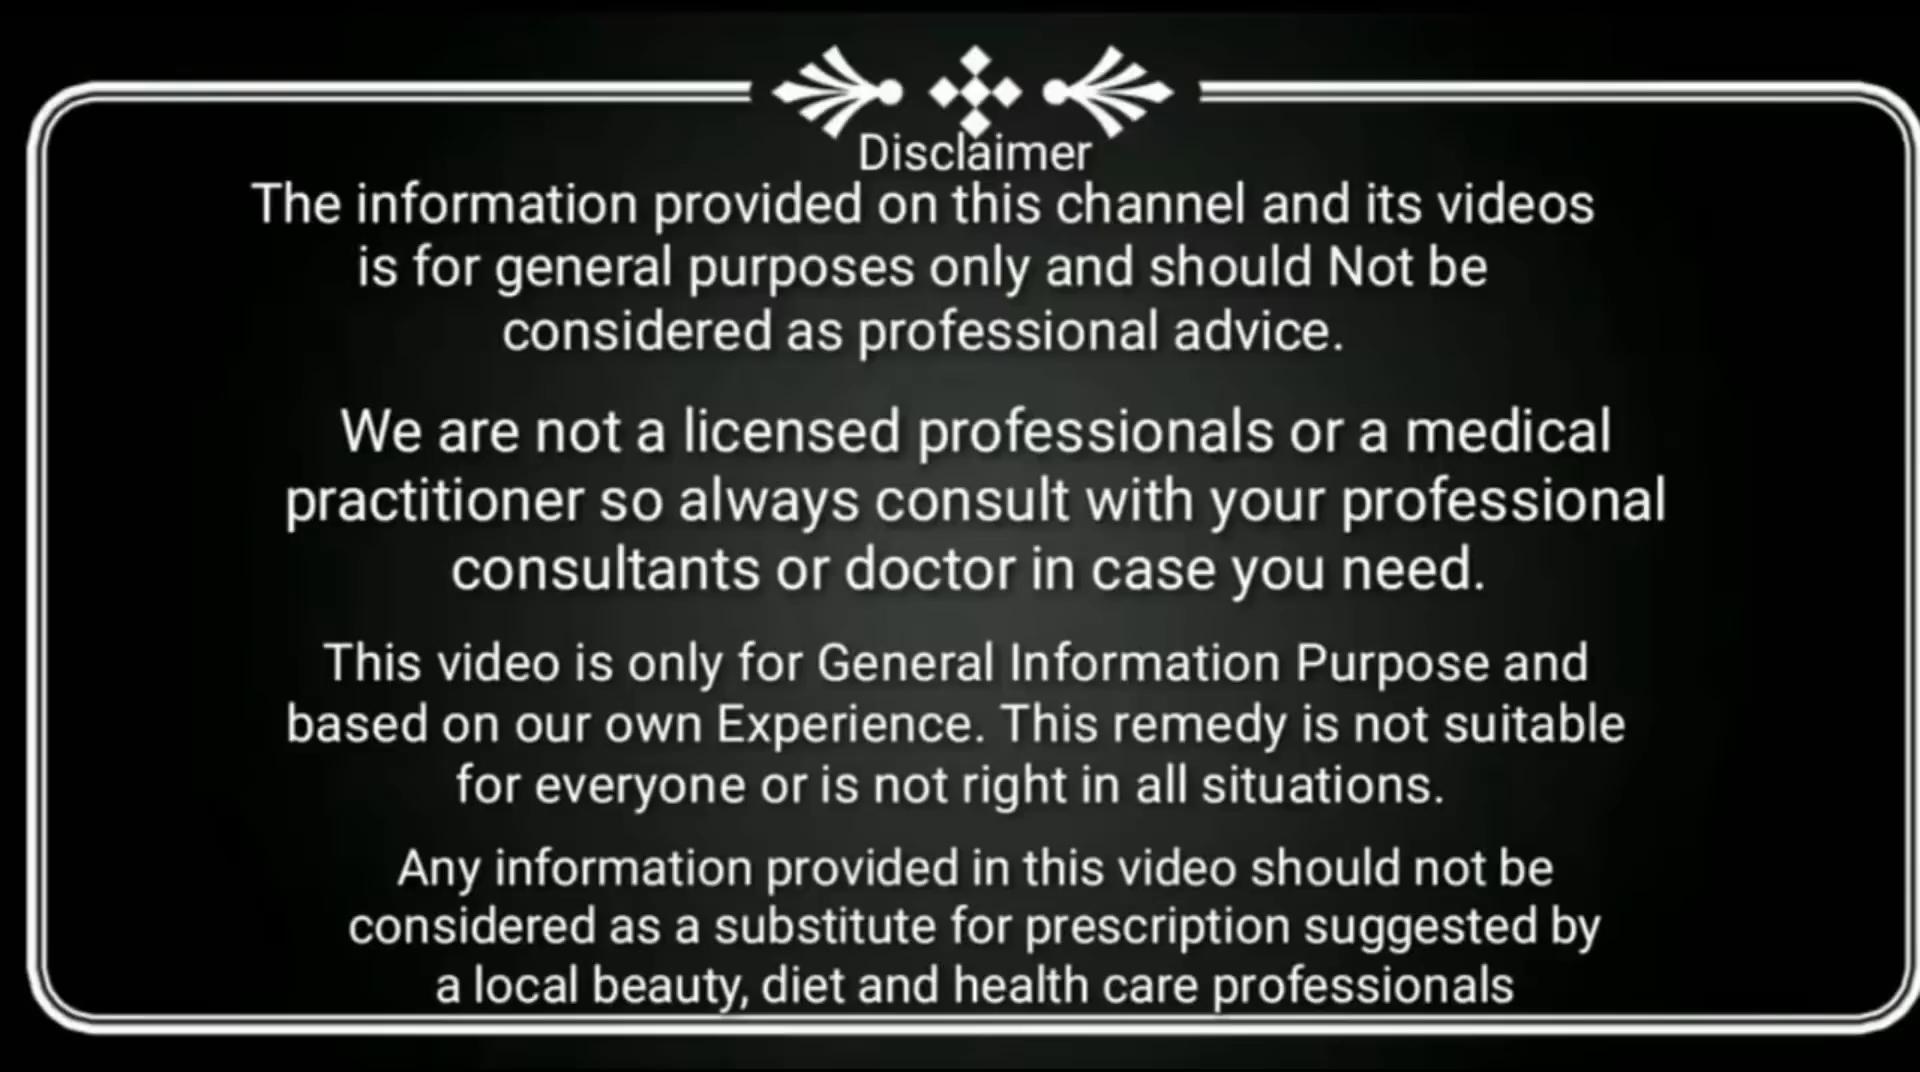 Disclaimer
The information provided on this channel and its videos
is for general purposes only and should Not be
considered as professional advice.
We are not a licensed professionals or a medical
practitioner so always consult with your professional
consultants or doctor in case you need.
This video is only for General Information Purpose and
based on our own Experience. This remedy is not suitable
for everyone or is not right in all situations.
Any information provided in this video should not be
considered as a substitute for prescription suggested by
a local beauty, diet and health care professionals